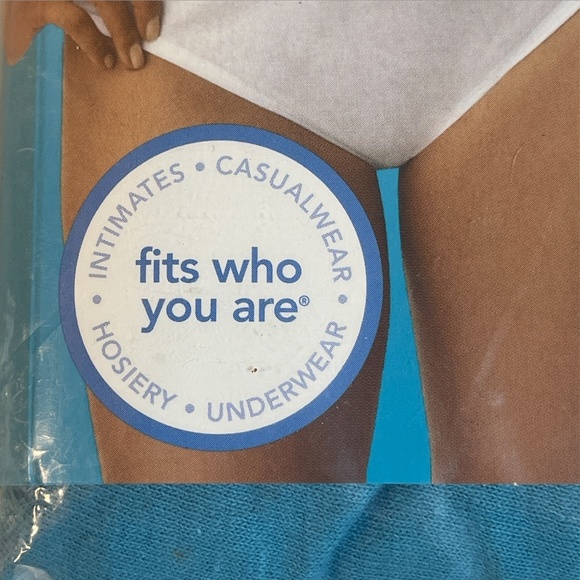 INTIMATES • CASUALWEAR •
fits who
you are®
HOSIERY • UNDERWEAR •